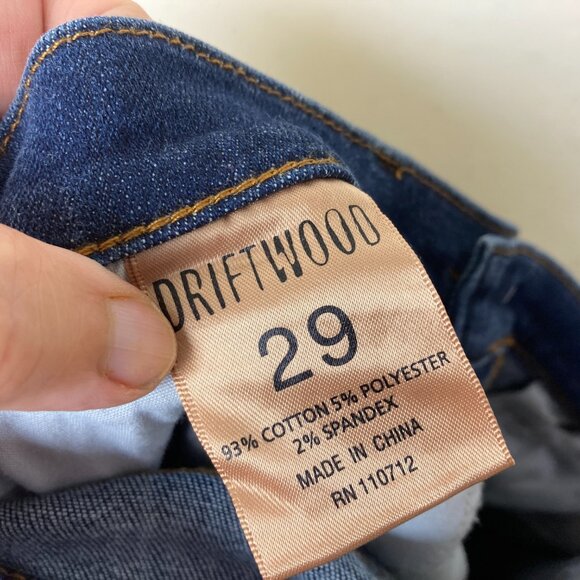 DRIFTWOOD
29
93% COTTON 5% POLYESTER
2% SPANDEX
MADE IN CHINA
RN 110712